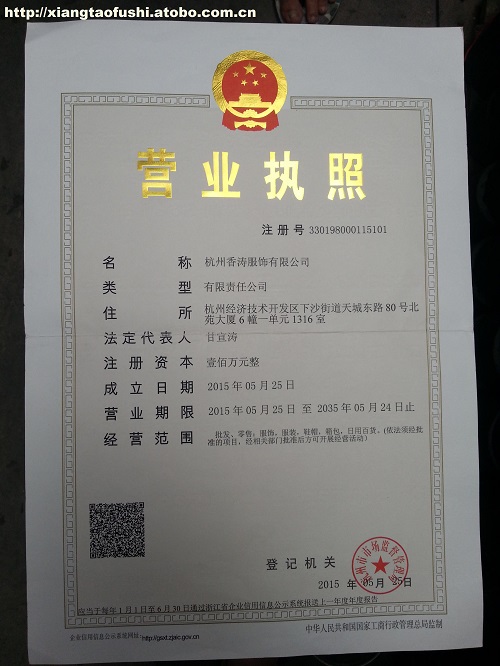 http://xiangtaofushi.atobo.com.cn
营业执照
注册号 330198000115101
名称 杭州香涛服饰有限公司
类型 有限责任公司
住所 杭州经济技术开发区下沙街道天城东路80号北
苑大厦6幢一单元1316室
法定代表人 甘宣涛
注册资本 壹佰万元整
成立日期 2015年05月25日
营业期限 2015年05月25日 至 2035年05月24日止
经营范围 批发、零售：服饰，服装，鞋帽，箱包，日用百货。(依法须经批
准的项目，经相关部门批准后方可开展经营活动)
登记机关
杭州市市场监督管理局
2015年05月25日
应当于每年1月1日至6月30日通过浙江省企业信用信息公示系统报送上一年度年度报告
企业信用信息公示系统网址: http://gsxt.zjaic.gov.cn
中华人民共和国国家工商行政管理总局监制